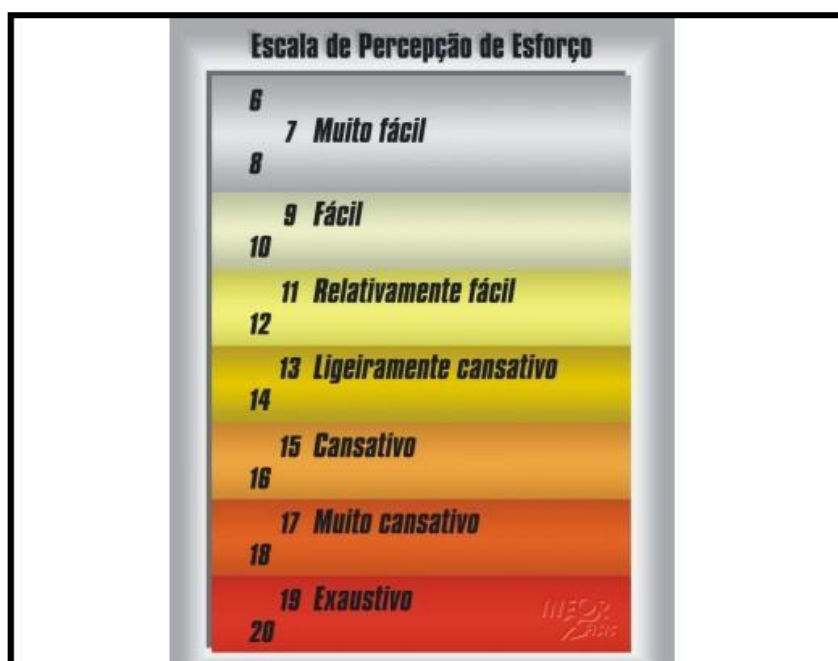 Escala de Percepção de Esforço
6
7 Muito fácil
8
9 Fácil
10
11 Relativamente fácil
12
13 Ligeiramente cansativo
14
15 Cansativo
16
17 Muito cansativo
18
19 Exaustivo
20